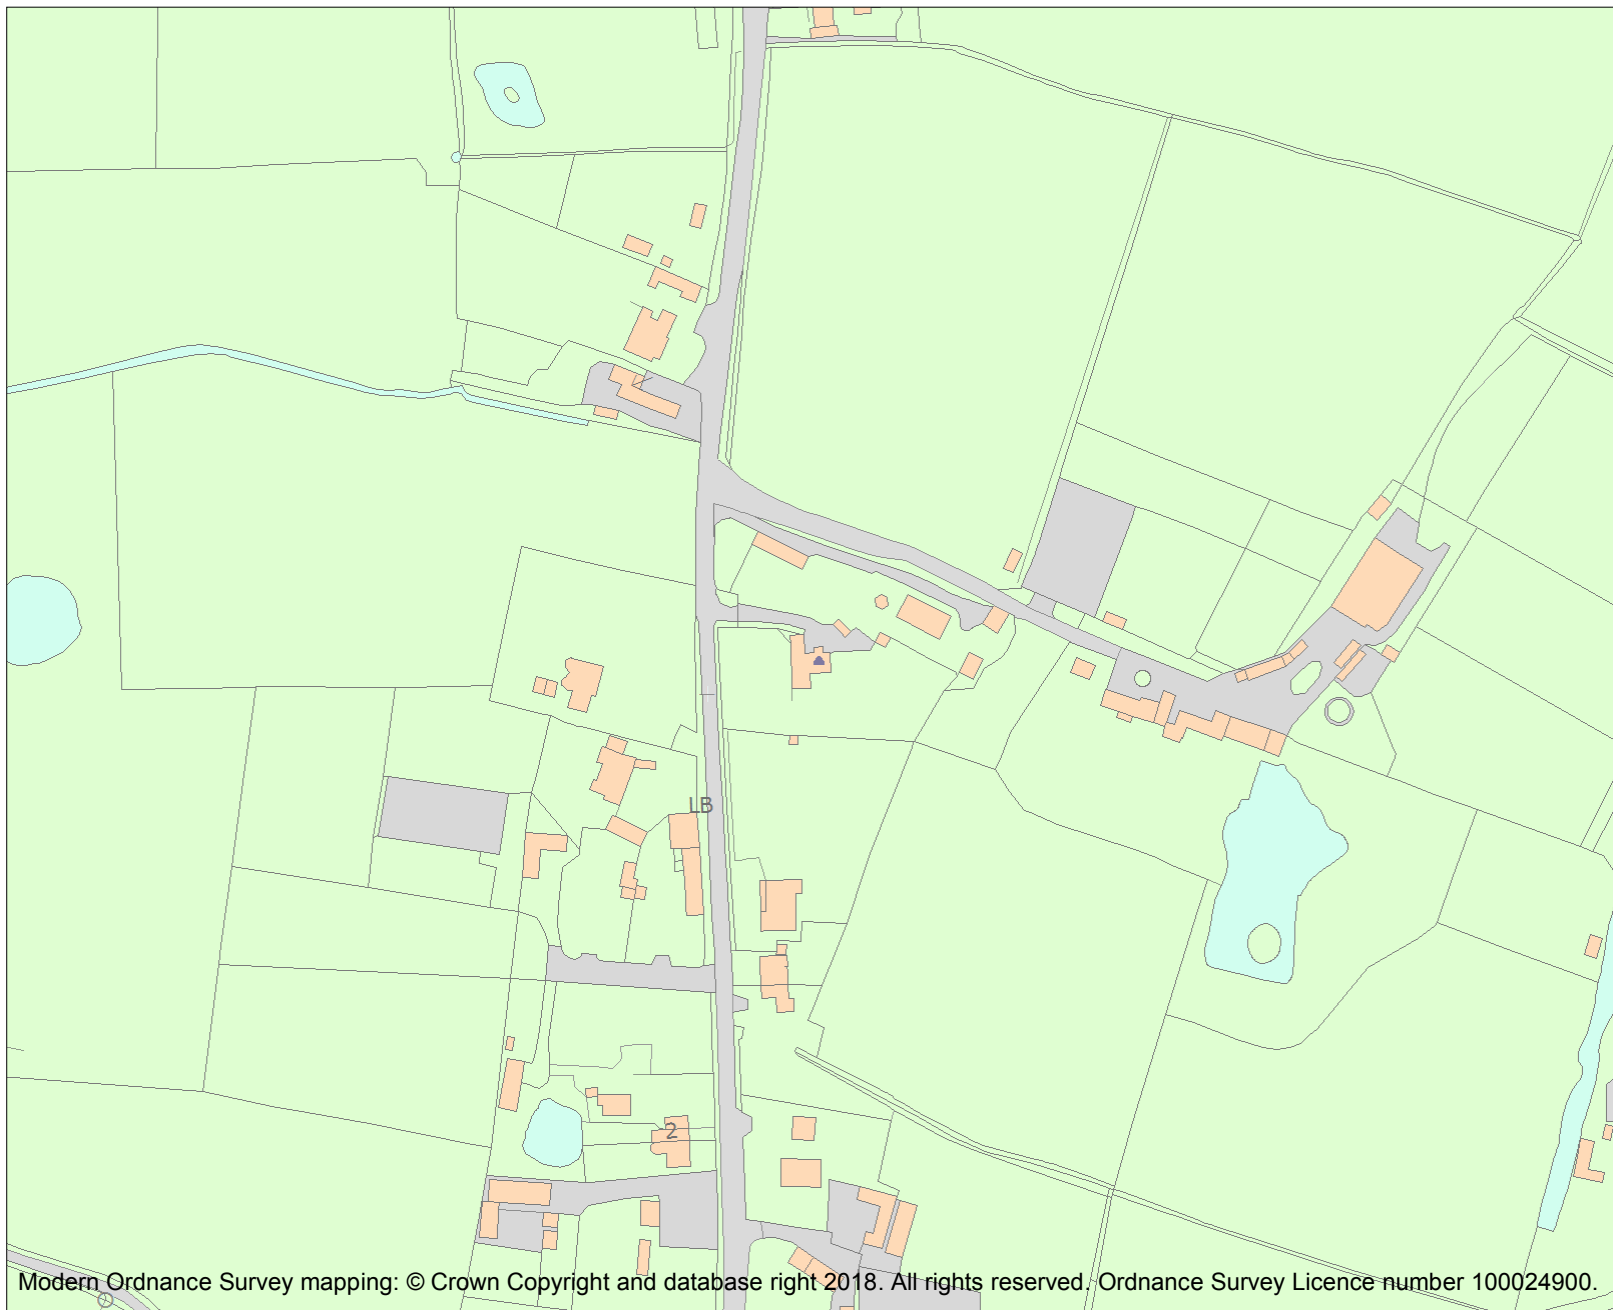 LB
2
Modern Ordnance Survey mapping: © Crown Copyright and database right 2018. All rights reserved. Ordnance Survey Licence number 100024900.